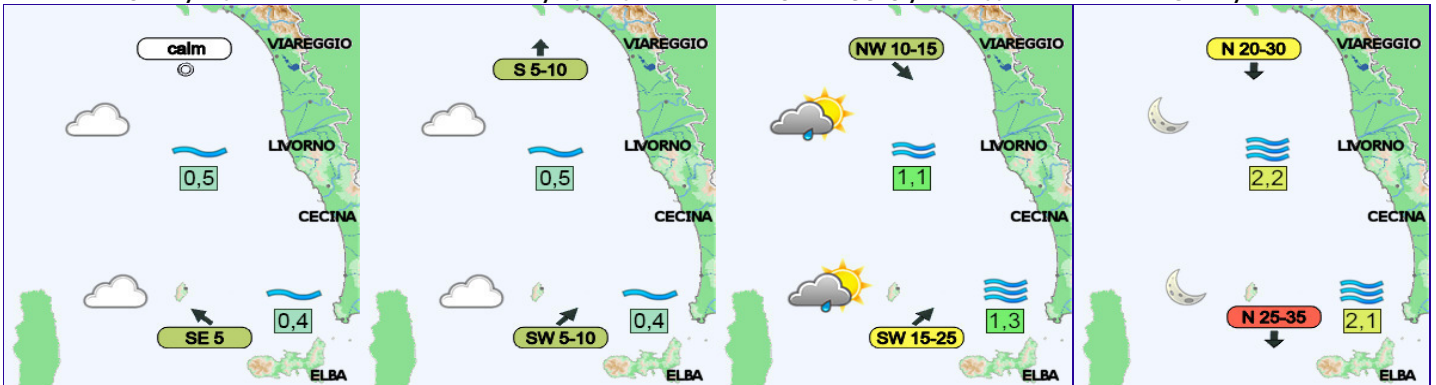 calm
VIAREGGIO
LIVORNO
0,5
CECINA
0,4
SE 5
ELBA
VIAREGGIO
S 5-10
LIVORNO
0,5
CECINA
0,4
SW 5-10
ELBA
NW 10-15
VIAREGGIO
LIVORNO
1,1
CECINA
1,3
SW 15-25
ELBA
N 20-30
VIAREGGIO
LIVORNO
2,2
CECINA
N 25-35
2,1
ELBA